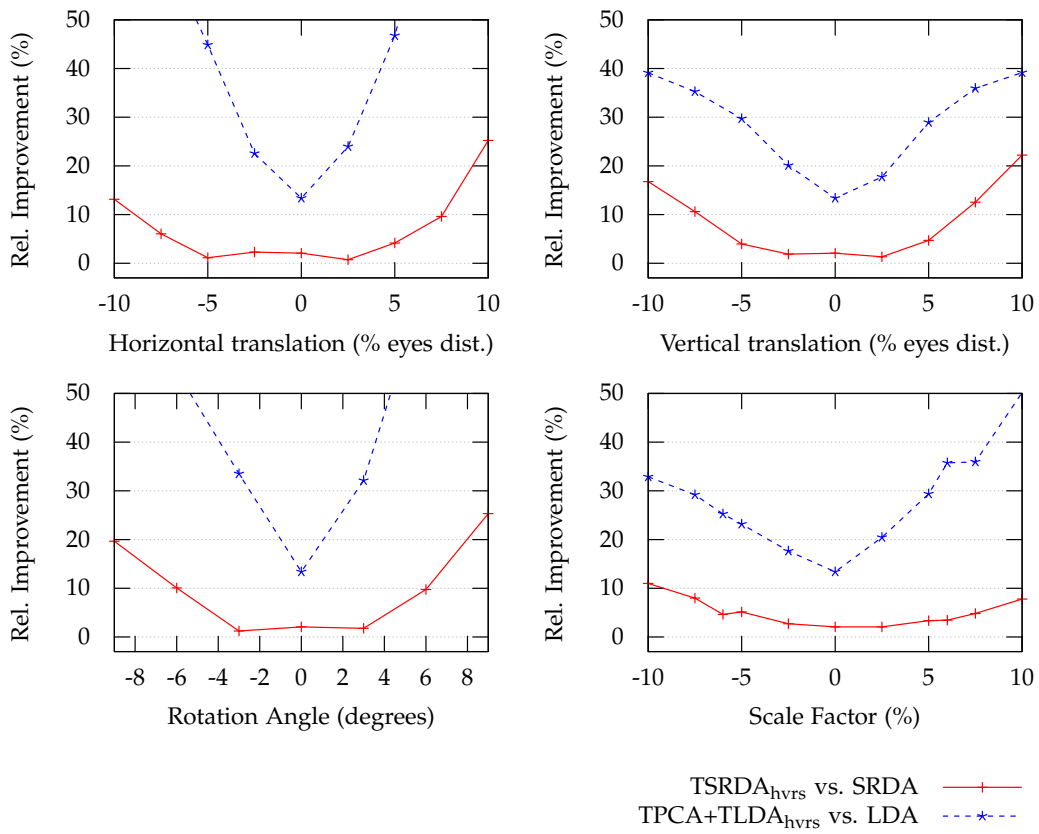 50
40
30
20
10
0
Rel. Improvement (%)
-10 -5 0 5 10
Horizontal translation (% eyes dist.)
50
40
30
20
10
0
Rel. Improvement (%)
-10 -5 0 5 10
Vertical translation (% eyes dist.)
50
40
30
20
10
0
Rel. Improvement (%)
-8 -6 -4 -2 0 2 4 6 8
Rotation Angle (degrees)
50
40
30
20
10
0
Rel. Improvement (%)
-10 -5 0 5 10
Scale Factor (%)
TSRDAhvrs vs. SRDA
TPCA+TLDAhvrs vs. LDA